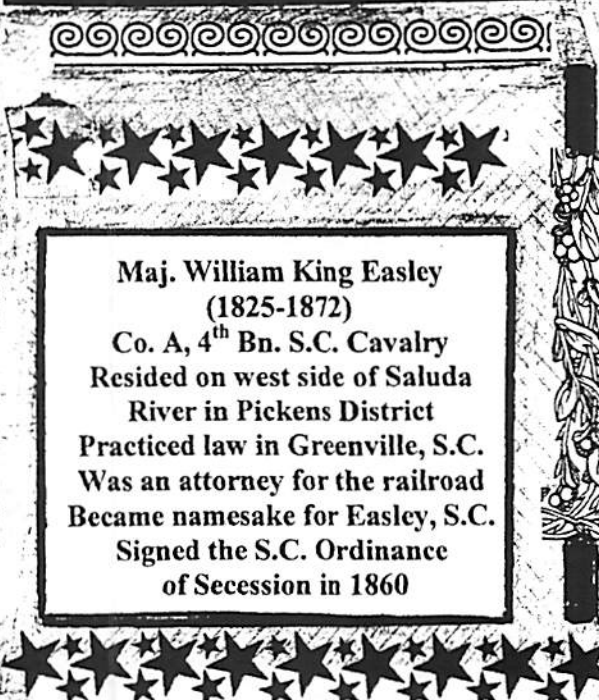 Maj. William King Easley
(1825-1872)
Co. A, 4th Bn. S.C. Cavalry
Resided on west side of Saluda
River in Pickens District
Practiced law in Greenville, S.C.
Was an attorney for the railroad
Became namesake for Easley, S.C.
Signed the S.C. Ordinance
of Secession in 1860